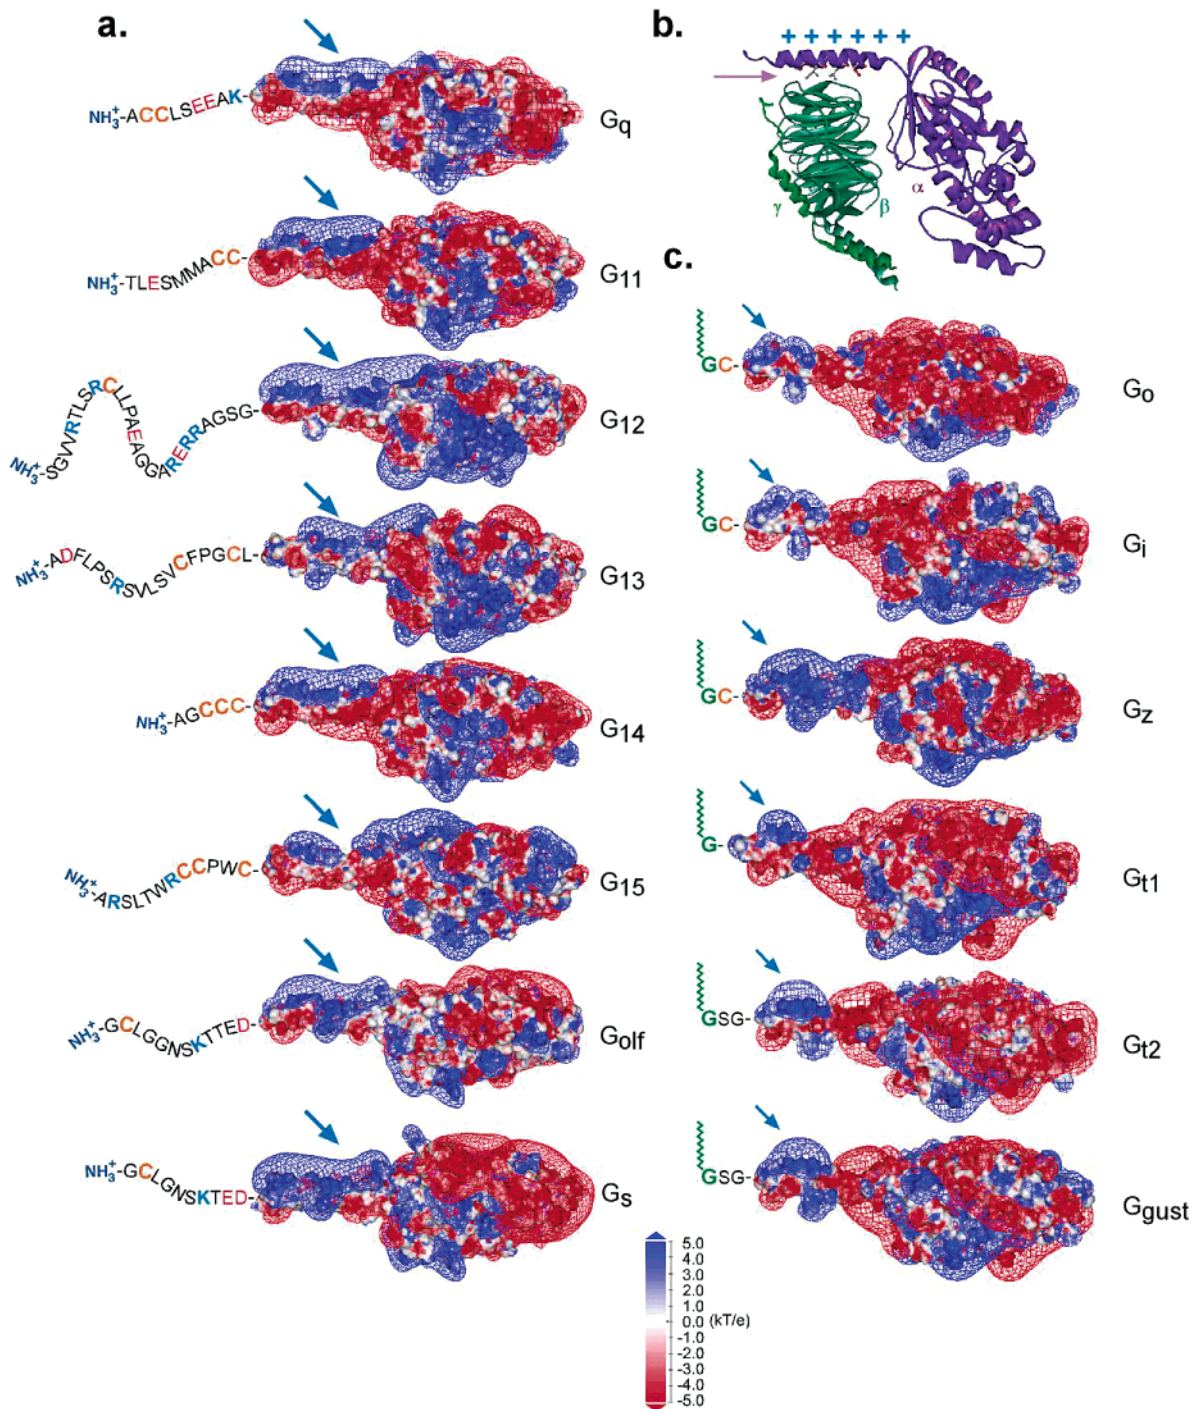 a.
NH3+-ACCLSEEAK-
Gq
NH3+-TLESMMACC-
G11
NH3+-SGVVRTLSRCLLPAEAGGARERRRAGSG-
G12
NH3+-ADFLPSRSVLSVCFPGCL-
G13
NH3+-AGCCC-
G14
NH3+-ARSLTWRCCPWC-
G15
NH3+-GCLGGNSKTTED-
Golf
NH3+-GCLGNSKTED-
Gs
b.
+ + + + + +
α
γ
β
c.
GC-
Go
GC-
Gi
GC-
Gz
G-
Gt1
GSG-
Gt2
GSG-
Ggust
5.0
4.0
3.0
2.0
1.0
0.0 (kT/e)
-1.0
-2.0
-3.0
-4.0
-5.0